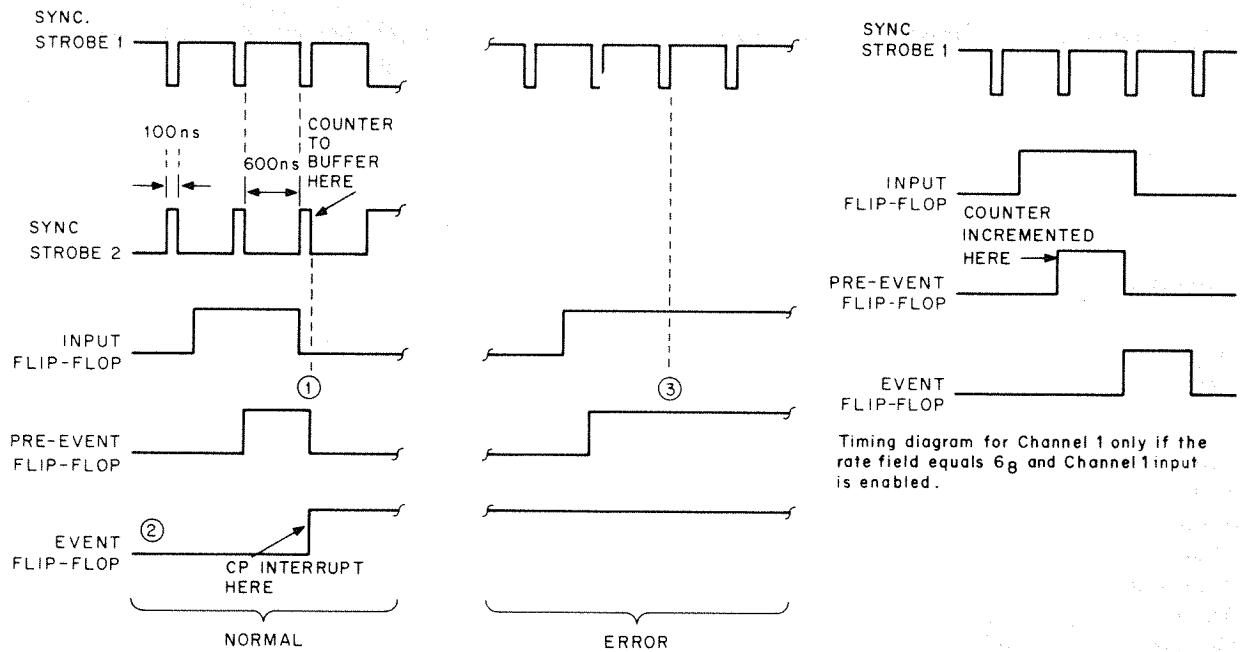 SYNC.
STROBE 1
100ns
600ns
COUNTER
TO
BUFFER
HERE
SYNC
STROBE 2
INPUT
FLIP-FLOP
1
PRE-EVENT
FLIP-FLOP
2
EVENT
FLIP-FLOP
CP INTERRUPT
HERE
NORMAL
3
ERROR
SYNC
STROBE 1
INPUT
FLIP-FLOP
COUNTER
INCREMENTED
HERE
PRE-EVENT
FLIP-FLOP
EVENT
FLIP-FLOP
Timing diagram for Channel 1 only if the
rate field equals 6₈ and Channel 1 input
is enabled.